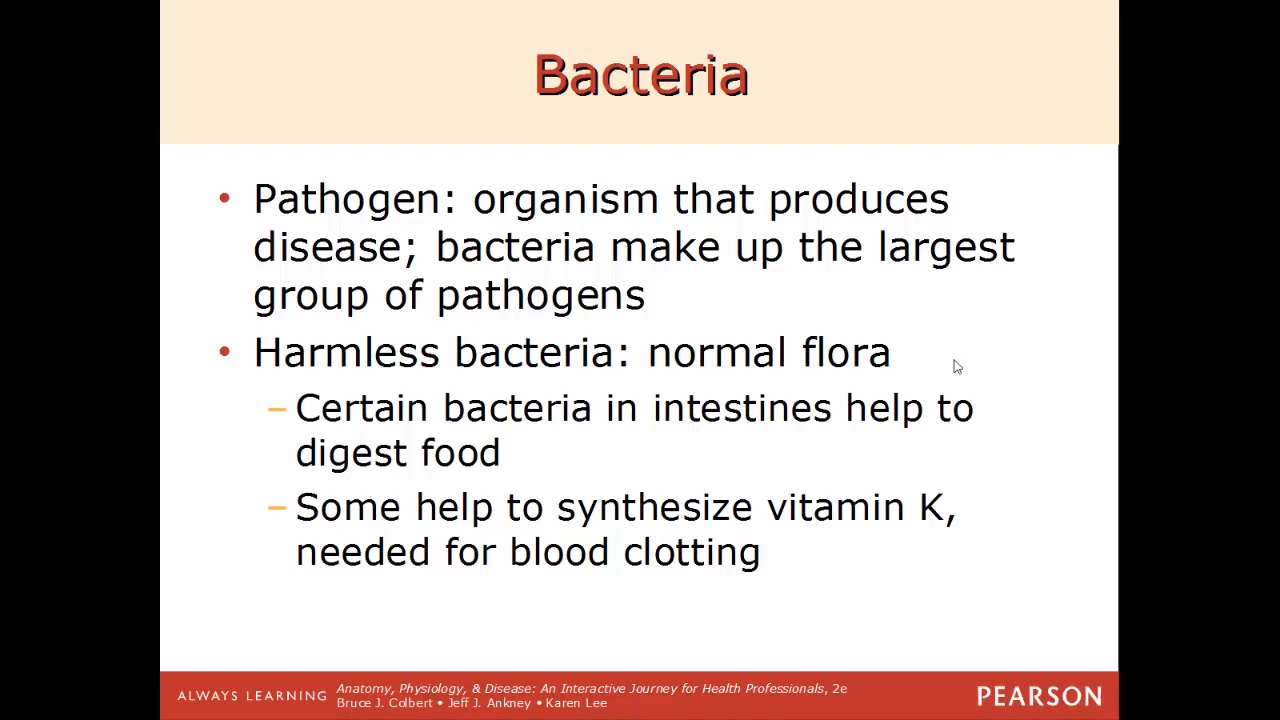 Bacteria
• Pathogen: organism that produces
disease; bacteria make up the largest
group of pathogens
• Harmless bacteria: normal flora
– Certain bacteria in intestines help to
digest food
– Some help to synthesize vitamin K,
needed for blood clotting
ALWAYS LEARNING
Anatomy, Physiology, & Disease: An Interactive Journey for Health Professionals, 2e
Bruce J. Colbert • Jeff J. Ankney • Karen Lee
PEARSON